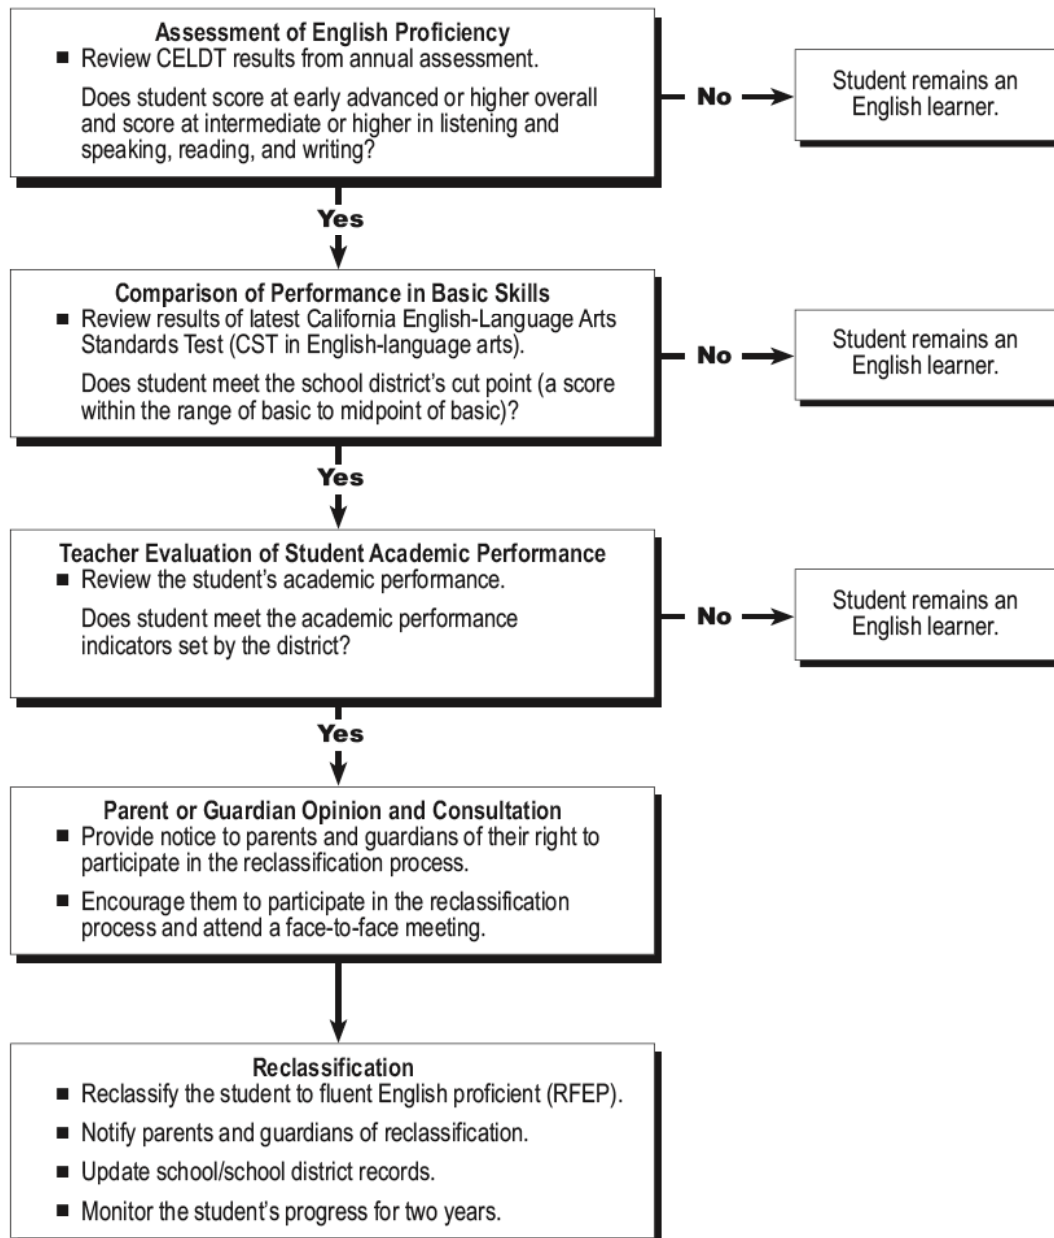 Assessment of English Proficiency
■ Review CELDT results from annual assessment.
Does student score at early advanced or higher overall
and score at intermediate or higher in listening and
speaking, reading, and writing?
No
Student remains an
English learner.
Yes
Comparison of Performance in Basic Skills
■ Review results of latest California English-Language Arts
Standards Test (CST in English-language arts).
Does student meet the school district's cut point (a score
within the range of basic to midpoint of basic)?
No
Student remains an
English learner.
Yes
Teacher Evaluation of Student Academic Performance
■ Review the student's academic performance.
Does student meet the academic performance
indicators set by the district?
No
Student remains an
English learner.
Yes
Parent or Guardian Opinion and Consultation
■ Provide notice to parents and guardians of their right to
participate in the reclassification process.
■ Encourage them to participate in the reclassification
process and attend a face-to-face meeting.
Reclassification
■ Reclassify the student to fluent English proficient (RFEP).
■ Notify parents and guardians of reclassification.
■ Update school/school district records.
■ Monitor the student's progress for two years.